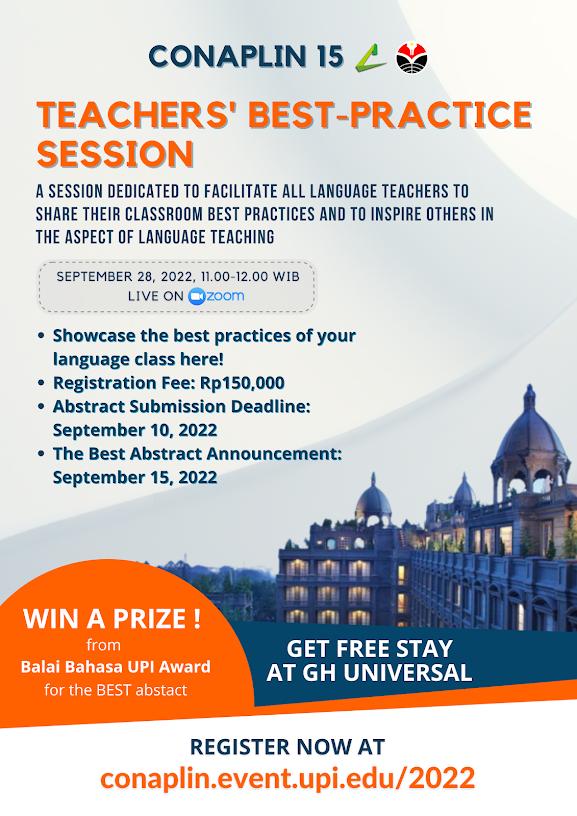 CONAPLIN 15
TEACHERS' BEST-PRACTICE
SESSION
A SESSION DEDICATED TO FACILITATE ALL LANGUAGE TEACHERS TO
SHARE THEIR CLASSROOM BEST PRACTICES AND TO INSPIRE OTHERS IN
THE ASPECT OF LANGUAGE TEACHING
SEPTEMBER 28, 2022, 11.00-12.00 WIB
LIVE ON zoom
• Showcase the best practices of your
language class here!
• Registration Fee: Rp150,000
• Abstract Submission Deadline:
September 10, 2022
• The Best Abstract Announcement:
September 15, 2022
WIN A PRIZE !
from
Balai Bahasa UPI Award
for the BEST abstact
GET FREE STAY
AT GH UNIVERSAL
REGISTER NOW AT
conaplin.event.upi.edu/2022